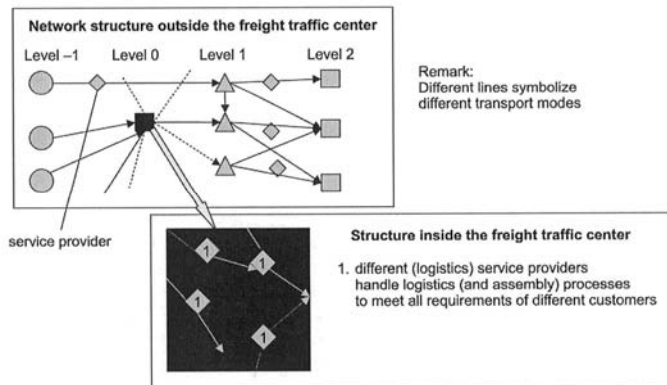 Network structure outside the freight traffic center
Level –1 Level 0 Level 1 Level 2
Remark:
Different lines symbolize
different transport modes
service provider
Structure inside the freight traffic center
1. different (logistics) service providers
handle logistics (and assembly) processes
to meet all requirements of different customers
1
1
1
1